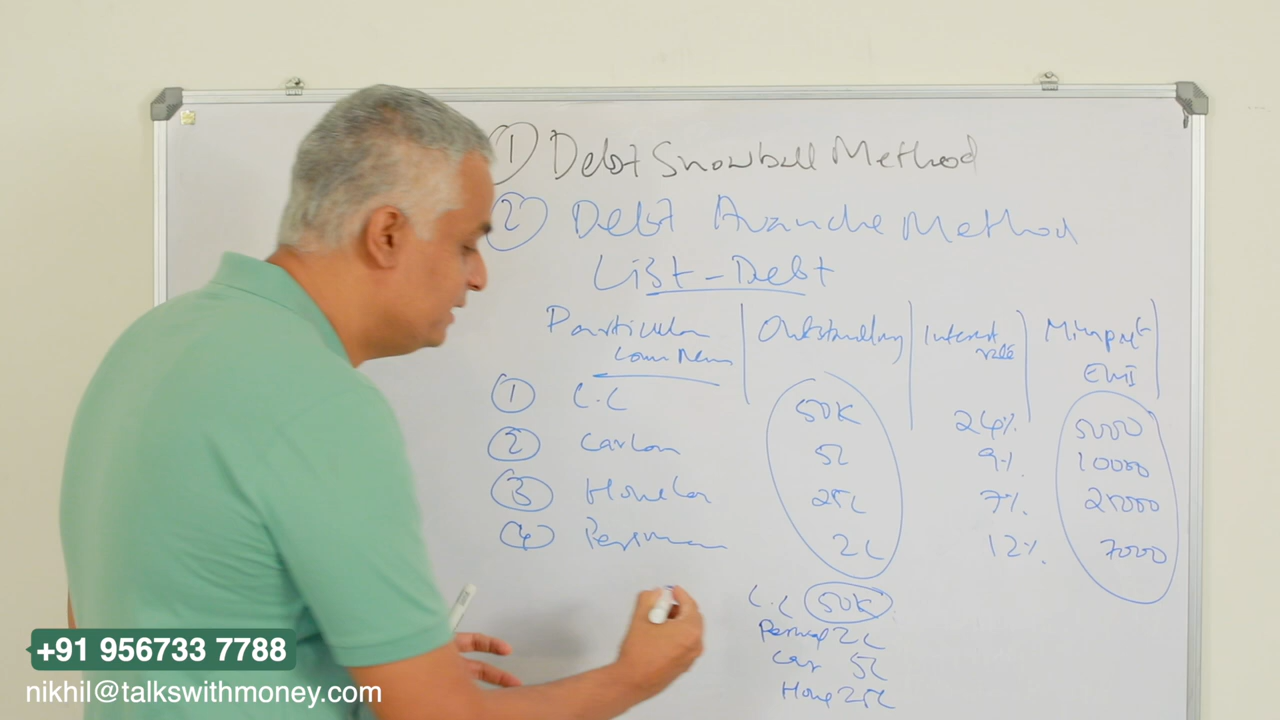 ① Debt Snowball Method
② Debt Avanche Method
List - Debt
Particular Outstanding Interest rate Min pmt EMI
Loan Name
① C.C 50K 24% 5000
② Car Loan 5L 9% 10000
③ Home Loan 25L 7% 21000
④ Personal 2L 12% 7000
C.C 50K
Personal 2L
Car 5L
Home 25L
+91 956733 7788
nikhil@talkswithmoney.com